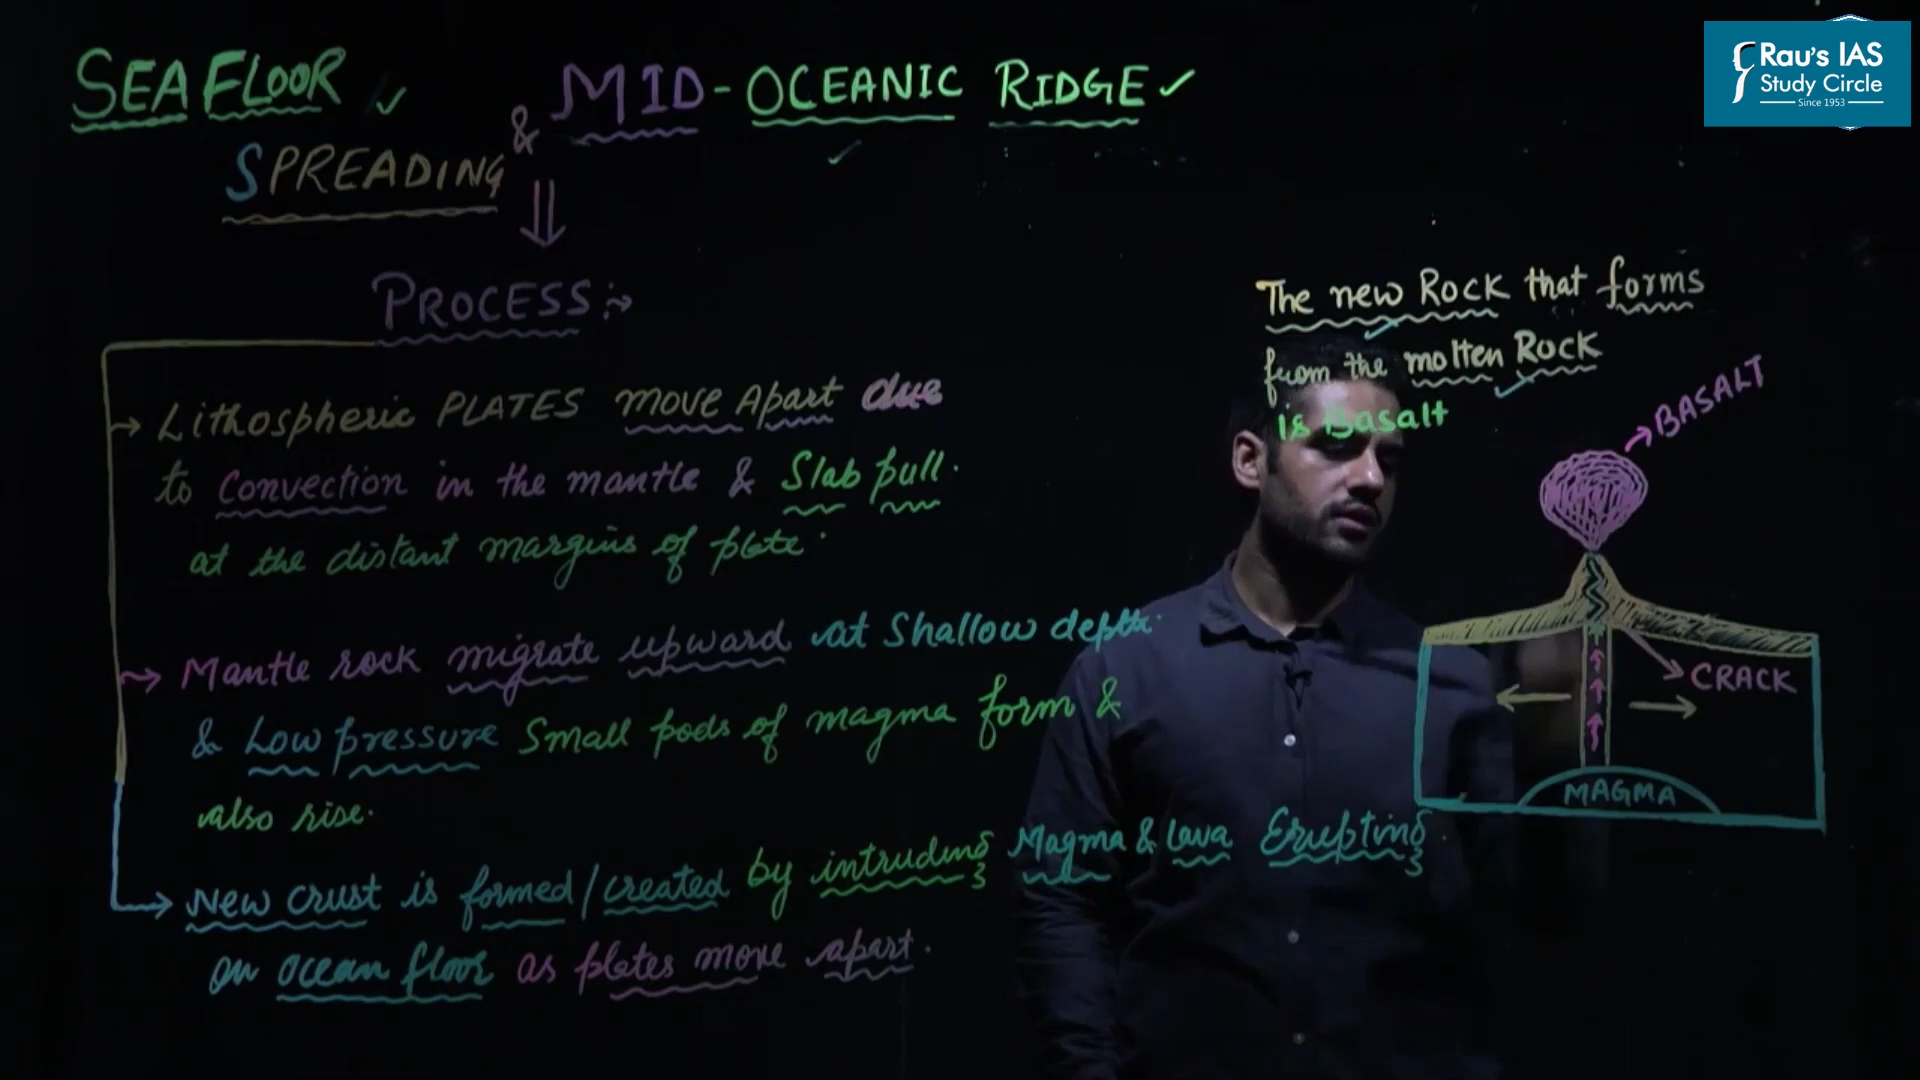 SEA FLOOR
SPREADING
& MID-OCEANIC RIDGE
PROCESS:→
→ Lithospheric PLATES move Apart due
to Convection in the mantle & Slab pull.
at the distant margins of plate.
→ Mantle rock migrate upward at Shallow depth.
& Low pressure Small pods of magma form &
also rise.
→ New crust is formed/created by intruding Magma & lava Erupting
on ocean floor as plates move apart.
The new Rock that forms
from the molten Rock
is Basalt
→ BASALT
CRACK
MAGMA
Rau's IAS
Study Circle
Since 1953